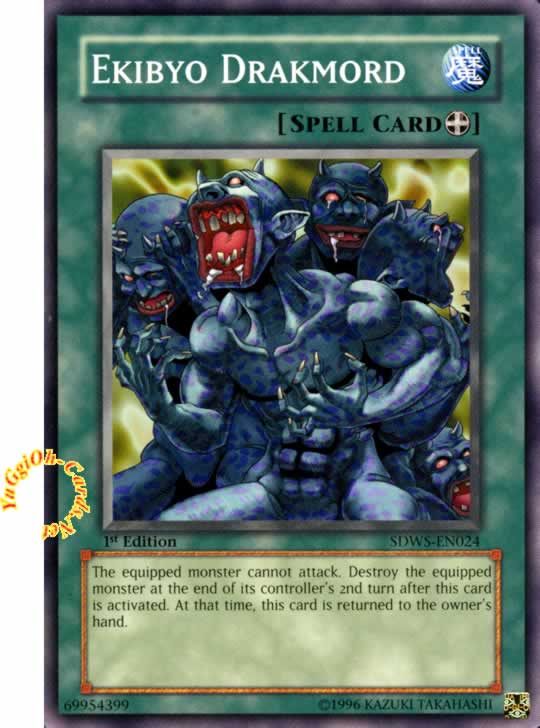 EKIBYO DRAKMORD
魔
[SPELL CARD]
YuGgiOh-Cards.Net
1st Edition
SDWS-EN024
The equipped monster cannot attack. Destroy the equipped
monster at the end of its controller's 2nd turn after this card
is activated. At that time, this card is returned to the owner's
hand.
69954399
©1996 KAZUKI TAKAHASHI